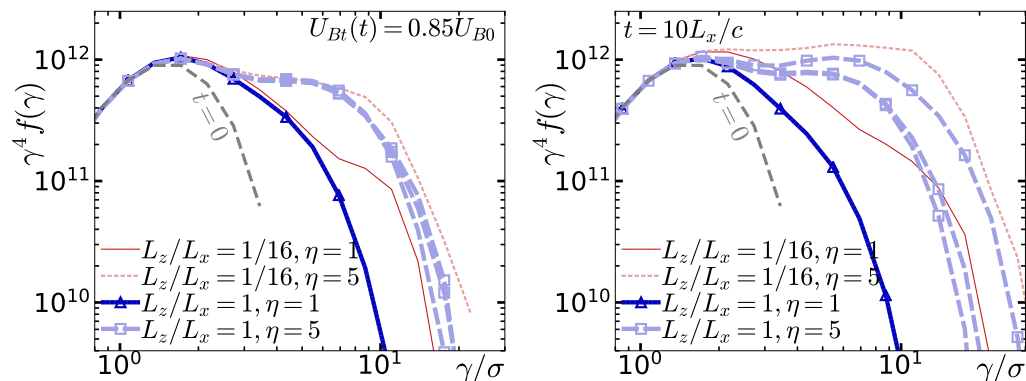 U_{Bt}(t) = 0.85U_{B0}
γ^4 f(γ)
10^{12}
10^{11}
10^{10}
t=0
L_z/L_x = 1/16, η = 1
L_z/L_x = 1/16, η = 5
L_z/L_x = 1, η = 1
L_z/L_x = 1, η = 5
10^0
10^1
γ/σ
t = 10L_x/c
γ^4 f(γ)
10^{12}
10^{11}
10^{10}
t=0
L_z/L_x = 1/16, η = 1
L_z/L_x = 1/16, η = 5
L_z/L_x = 1, η = 1
L_z/L_x = 1, η = 5
10^0
10^1
γ/σ